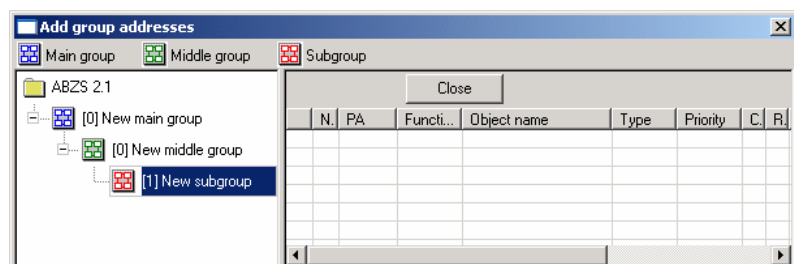 Add group addresses
Main group Middle group Subgroup
ABZS 2.1
[0] New main group
[0] New middle group
[1] New subgroup
Close
N. PA Functi... Object name Type Priority C. R.